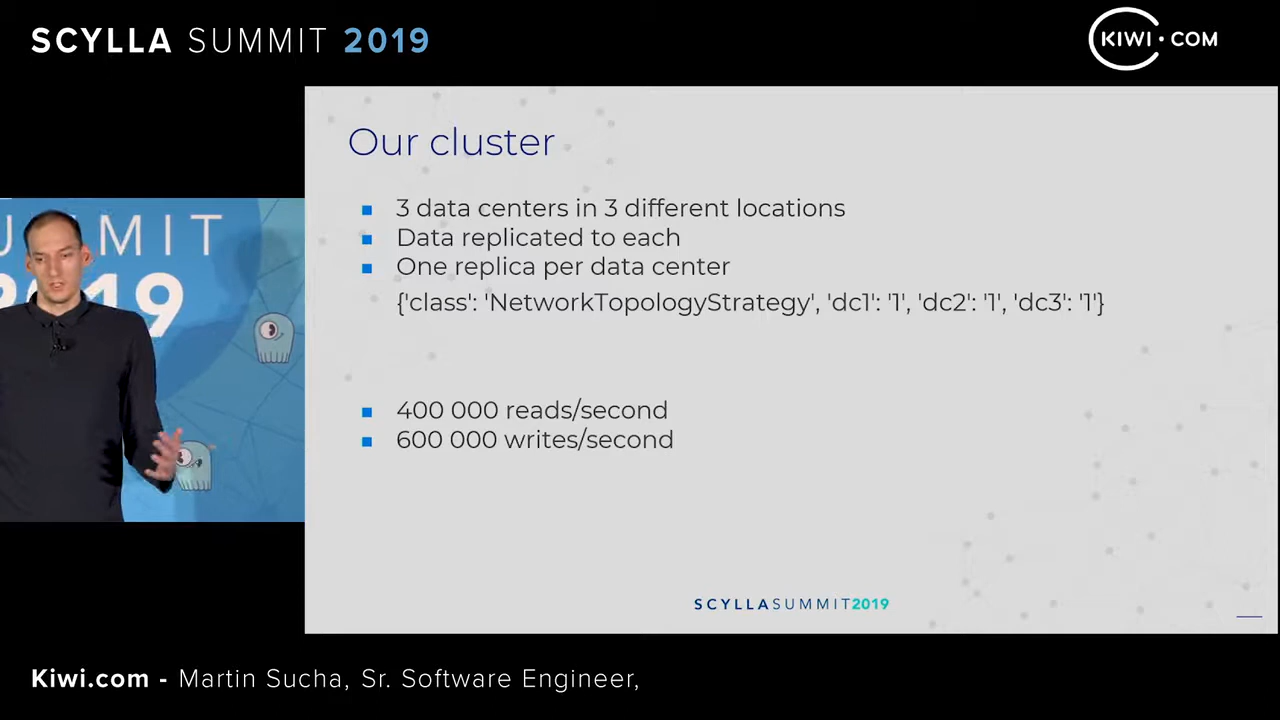 SCYLLA SUMMIT 2019
KIWI.COM
Our cluster
3 data centers in 3 different locations
Data replicated to each
One replica per data center
{'class': 'NetworkTopologyStrategy', 'dc1': '1', 'dc2': '1', 'dc3': '1'}
400 000 reads/second
600 000 writes/second
SUMMIT
2019
SCYLLASUMMIT2019
Kiwi.com - Martin Sucha, Sr. Software Engineer,